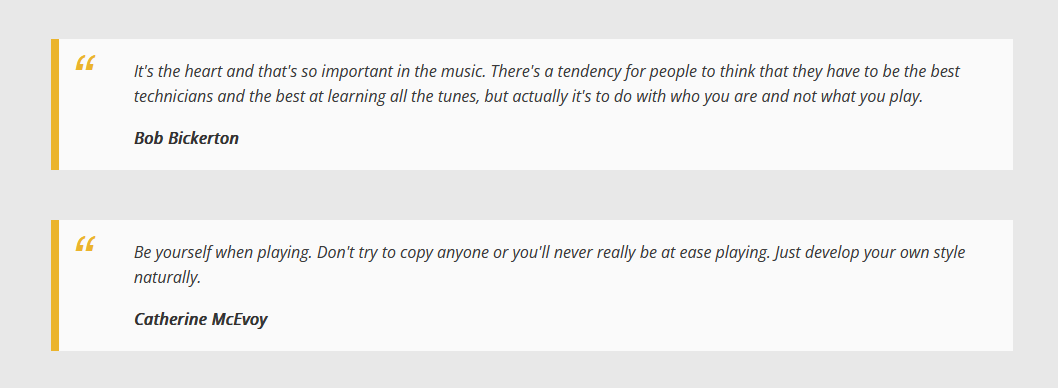 “
It's the heart and that's so important in the music. There's a tendency for people to think that they have to be the best
technicians and the best at learning all the tunes, but actually it's to do with who you are and not what you play.
Bob Bickerton
“
Be yourself when playing. Don't try to copy anyone or you'll never really be at ease playing. Just develop your own style
naturally.
Catherine McEvoy